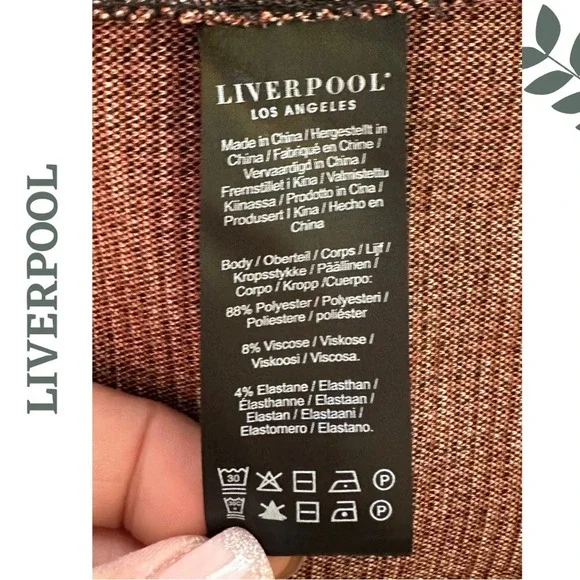 LIVERPOOL
LIVERPOOL®
LOS ANGELES
Made in China / Hergestellt in
China / Fabriqué en Chine /
Vervaardigd in China /
Fremstillet i Kina / Valmistettu
Kiinassa / Prodotto in Cina /
Produsert i Kina / Hecho en
China
Body / Oberteil / Corps / Lijf /
Kropsstykke / Päällinen /
Corpo / Kropp /Cuerpo:
88% Polyester / Polyesteri /
Poliestere / poliéster
8% Viscose / Viskose /
Viskoosi / Viscosa.
4% Elastane / Elasthan /
Élasthanne / Elastaan /
Elastan / Elastaani /
Elastomero / Elastano.
30 P
30C P